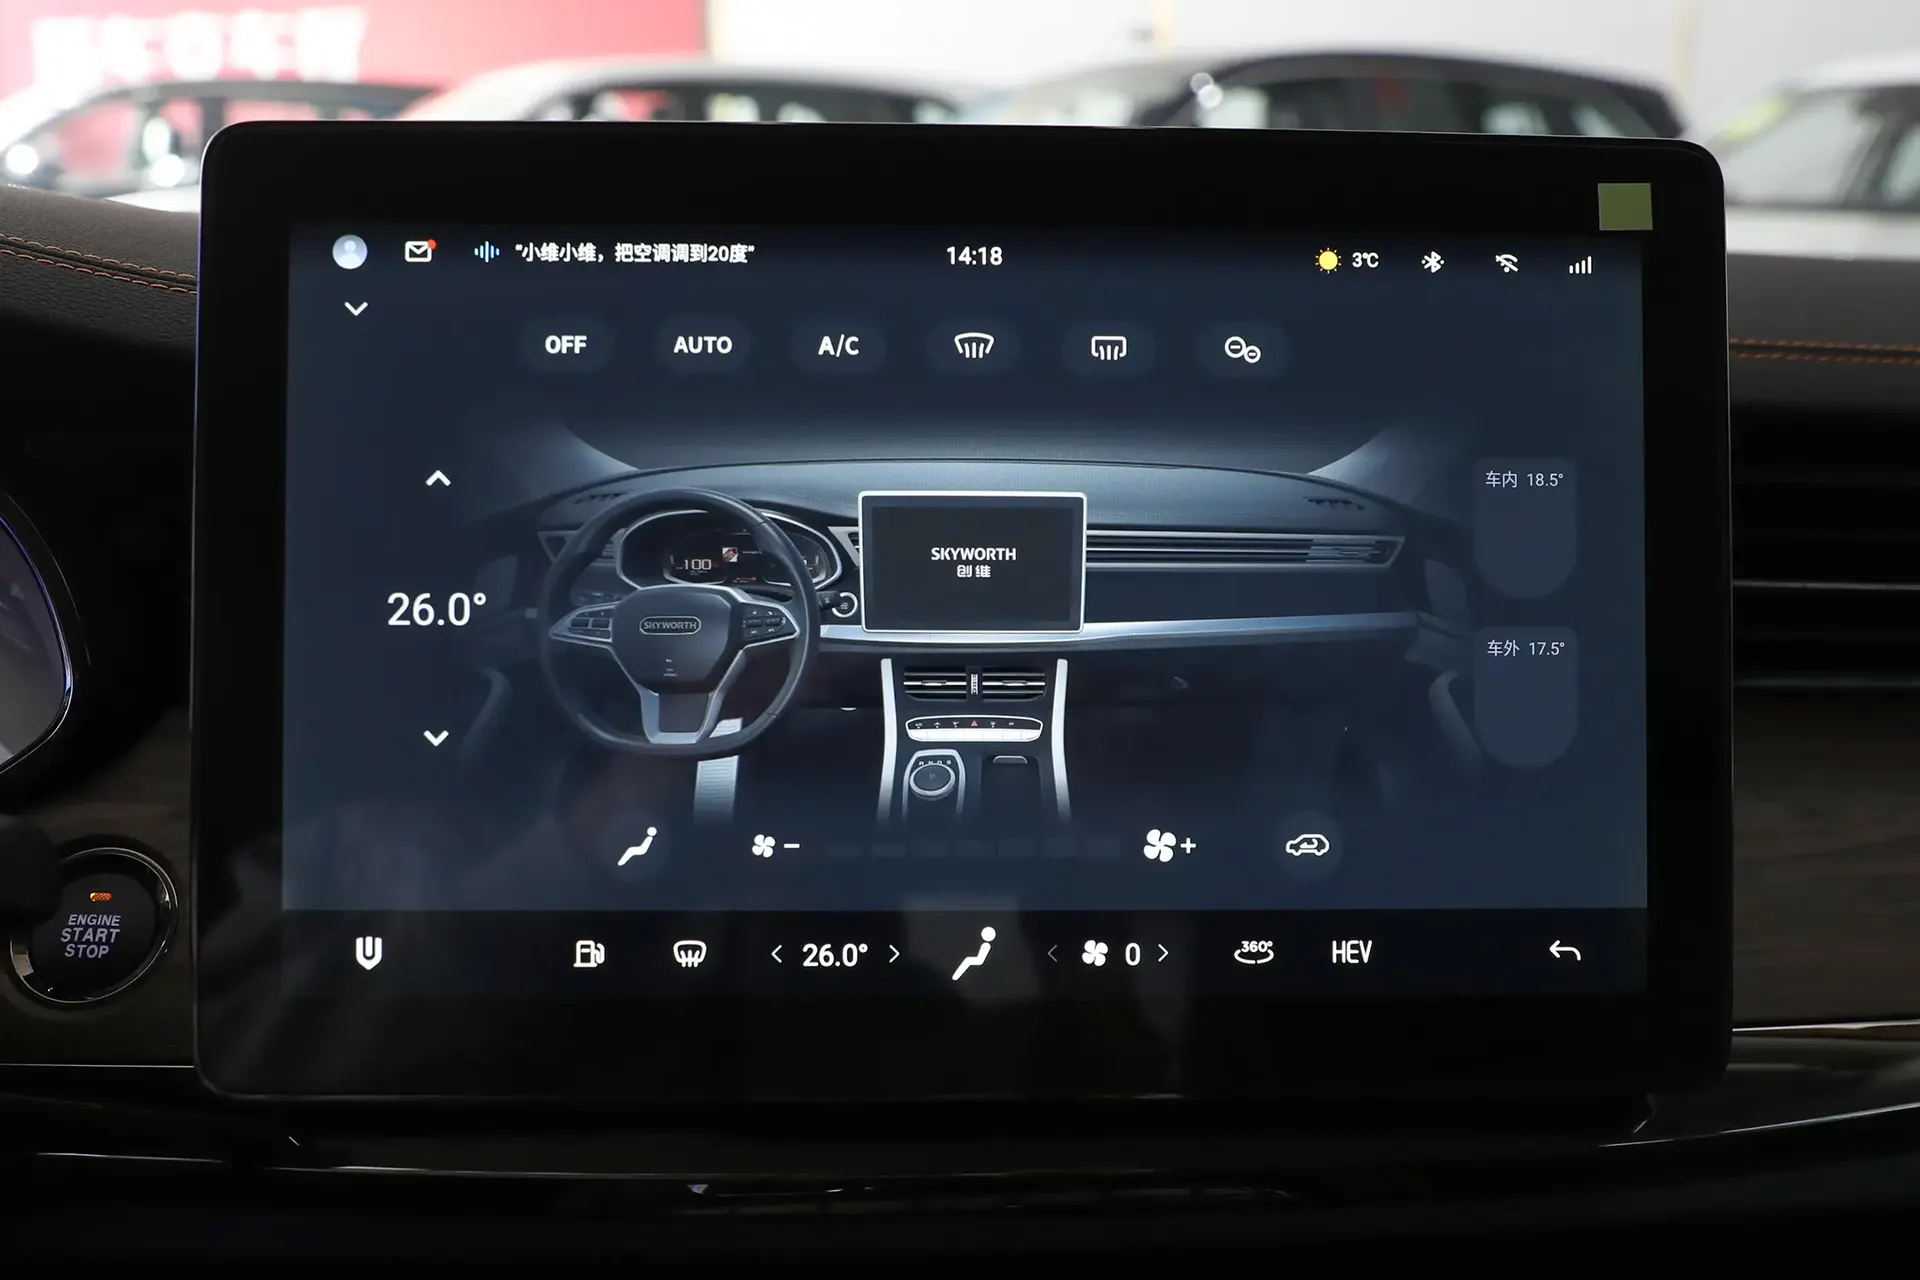 “小维小维，把空调调到20度”
14:18
3℃
OFF
AUTO
A/C
车内 18.5°
SKYWORTH
创维
100
26.0°
SKYWORTH
车外 17.5°
−
+
ENGINE
START
STOP
< 26.0° >
< 0 >
360°
HEV